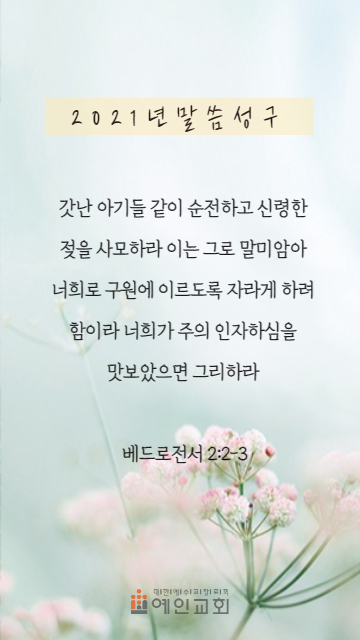 2021년말씀성구
갓난 아기들 같이 순전하고 신령한
젖을 사모하라 이는 그로 말미암아
너희로 구원에 이르도록 자라게 하려
함이라 너희가 주의 인자하심을
맛보았으면 그리하라
베드로전서 2:2-3
예인교회